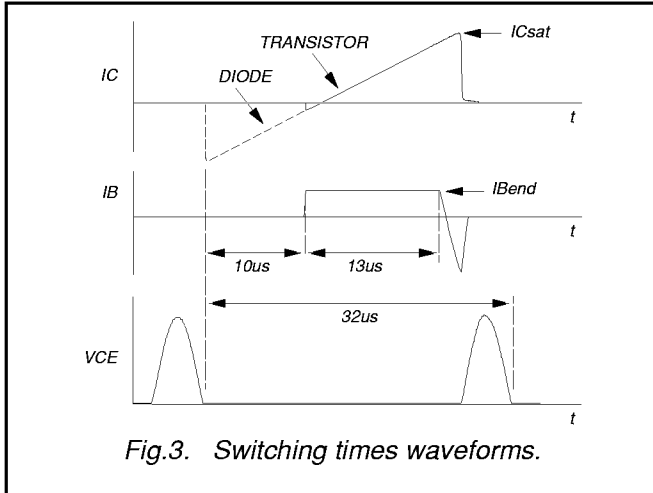 ICsat
TRANSISTOR
IC
DIODE
t
IB
IBend
t
10us
13us
32us
VCE
t
Fig.3. Switching times waveforms.